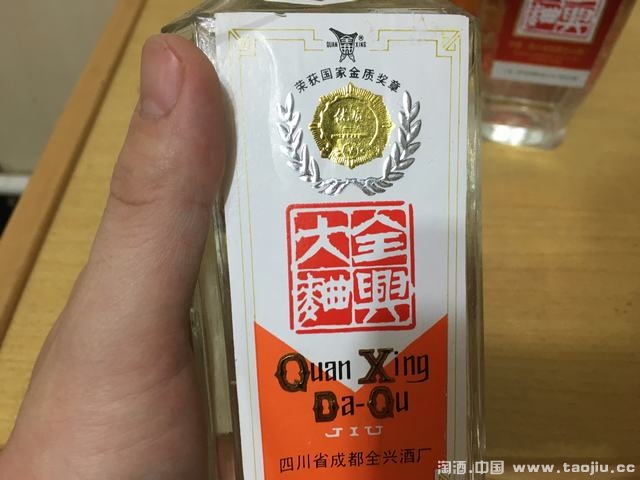 QUAN XING ®
荣获国家金质奖章
全興
大麯
Quan Xing
Da-Qu
JIU
四川省成都全兴酒厂
淘酒.中国 www.taojiu.cc